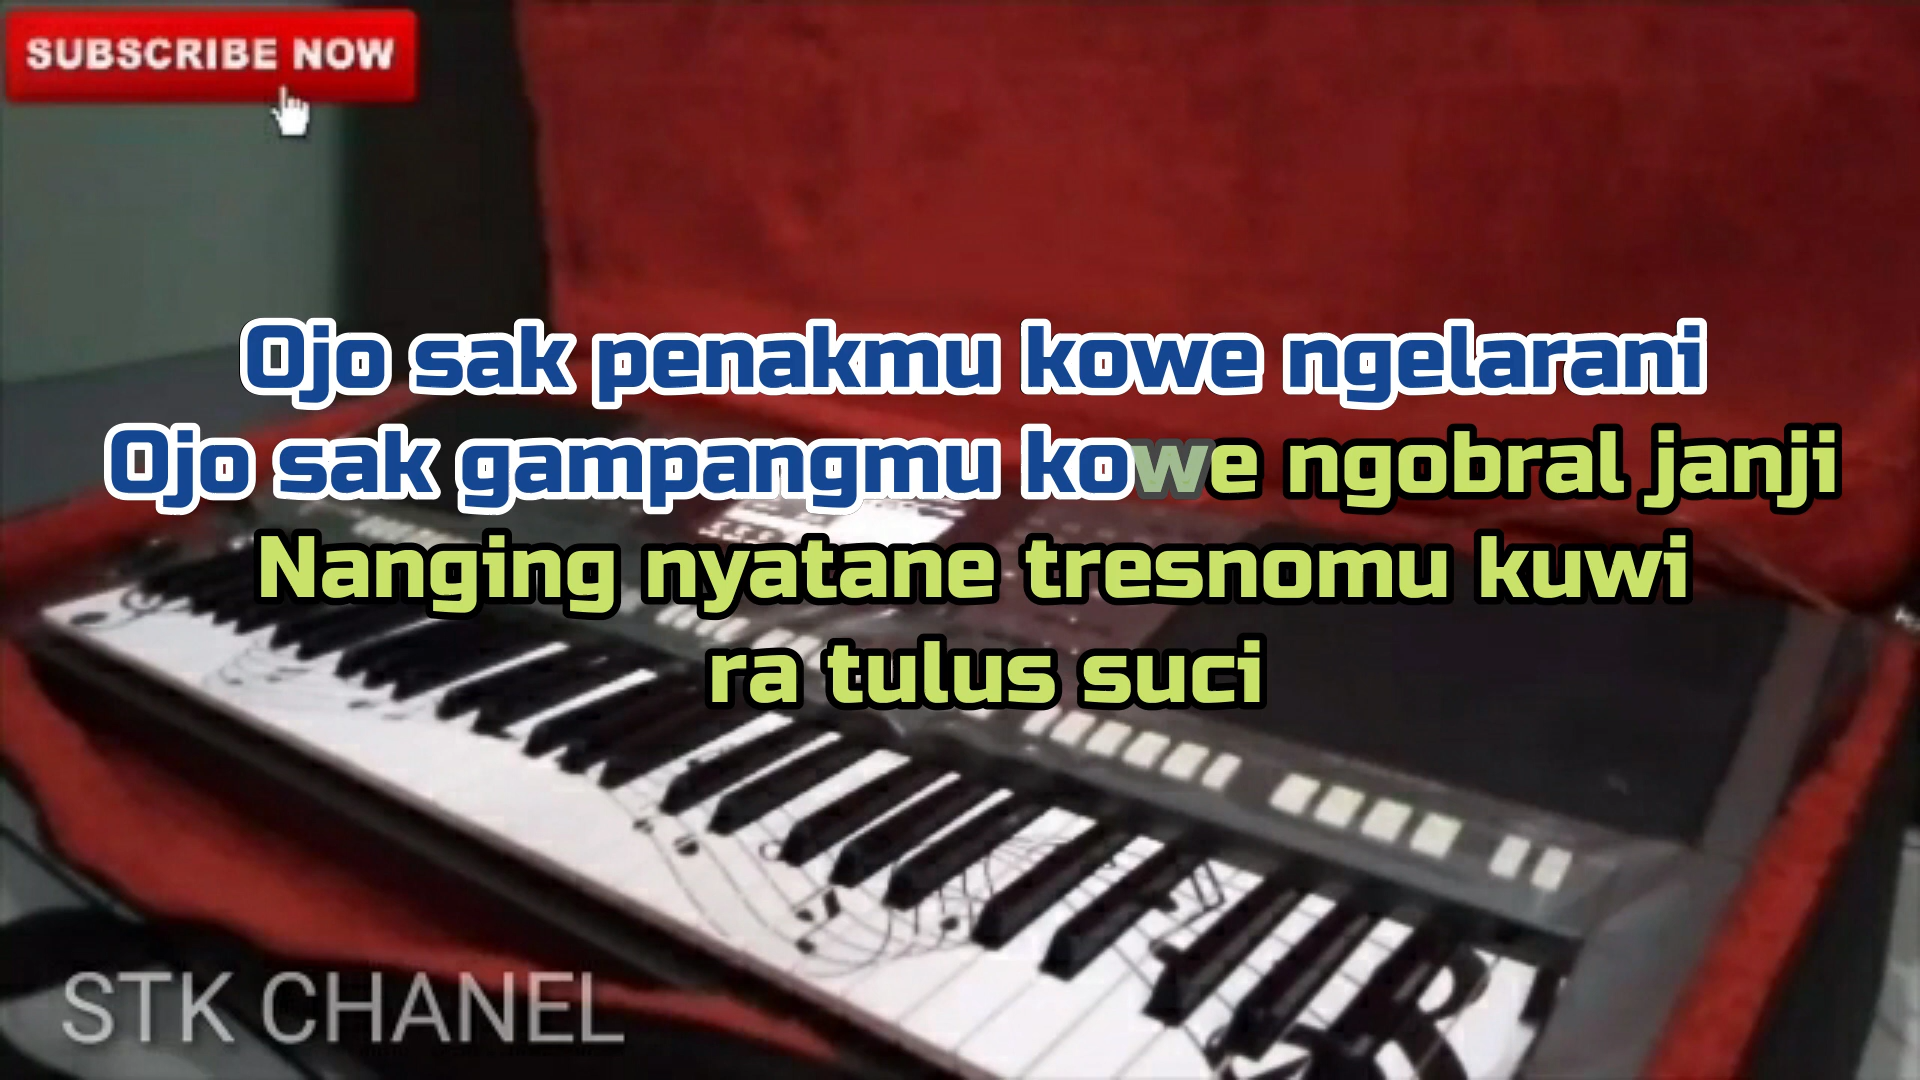 SUBSCRIBE NOW
Ojo sak penakmu kowe ngelarani
Ojo sak gampangmu kowe ngobral janji
Nanging nyatane tresnomu kuwi
ra tulus suci
STK CHANEL